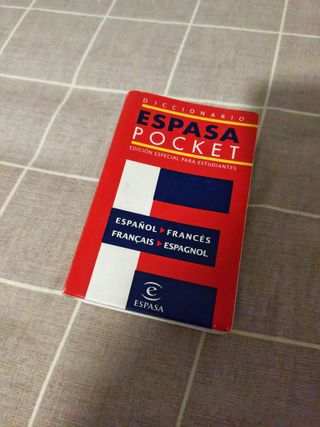 DICCIONARIO
ESPASA
POCKET
EDICIÓN ESPECIAL PARA ESTUDIANTES
ESPAÑOL ▶ FRANCÉS
FRANÇAIS ▶ ESPAGNOL
e
ESPASA